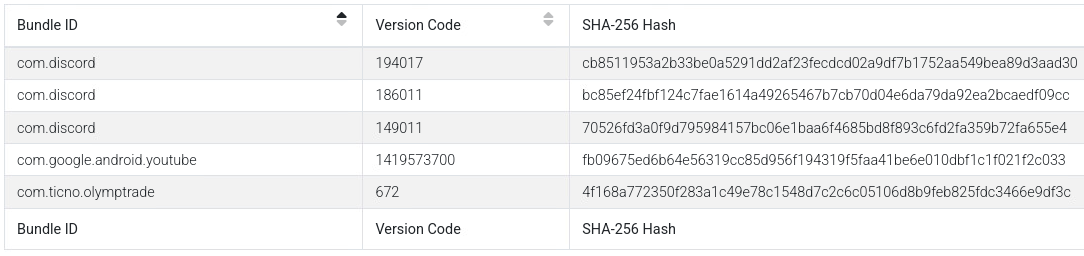 Bundle ID Version Code SHA-256 Hash
com.discord 194017 cb8511953a2b33be0a5291dd2af23fecdcd02a9df7b1752aa549bea89d3aad30
com.discord 186011 bc85ef24fbf124c7fae1614a49265467b7cb70d04e6da79da92ea2bcaedf09cc
com.discord 149011 70526fd3a0f9d795984157bc06e1baa6f4685bd8f893c6fd2fa359b72fa655e4
com.google.android.youtube 1419573700 fb09675ed6b64e56319cc85d956f194319f5faa41be6e010dbf1c1f021f2c033
com.ticno.olymptrade 672 4f168a772350f283a1c49e78c1548d7c2c6c05106d8b9feb825fdc3466e9df3c
Bundle ID Version Code SHA-256 Hash